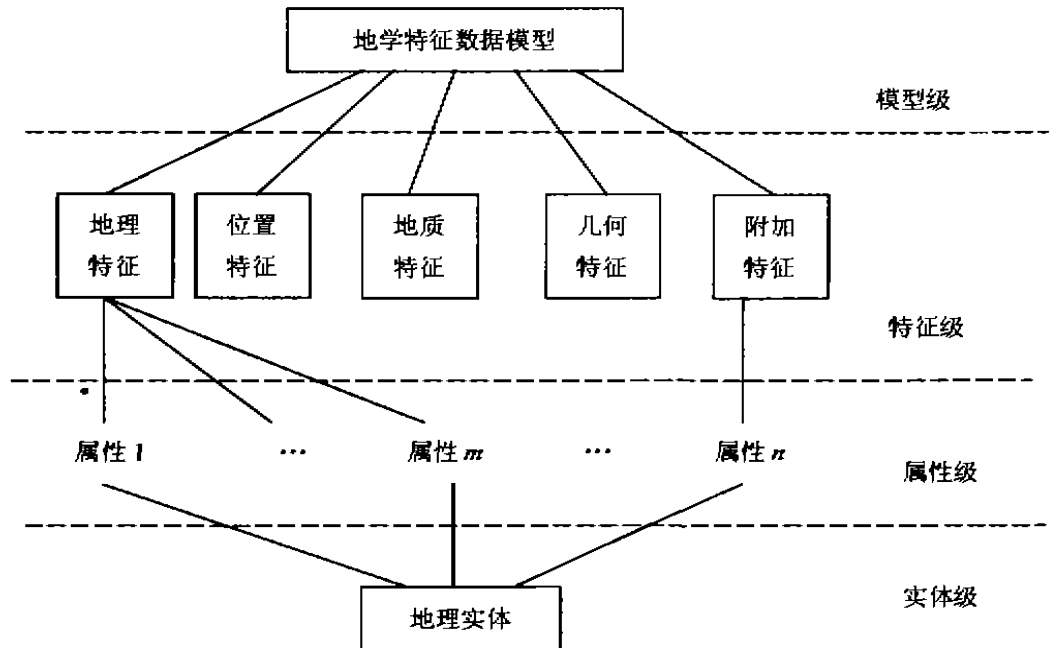 地学特征数据模型
模型级
地理
特征
位置
特征
地质
特征
几何
特征
附加
特征
特征级
属性 1
…
属性 m
…
属性 n
属性级
地理实体
实体级